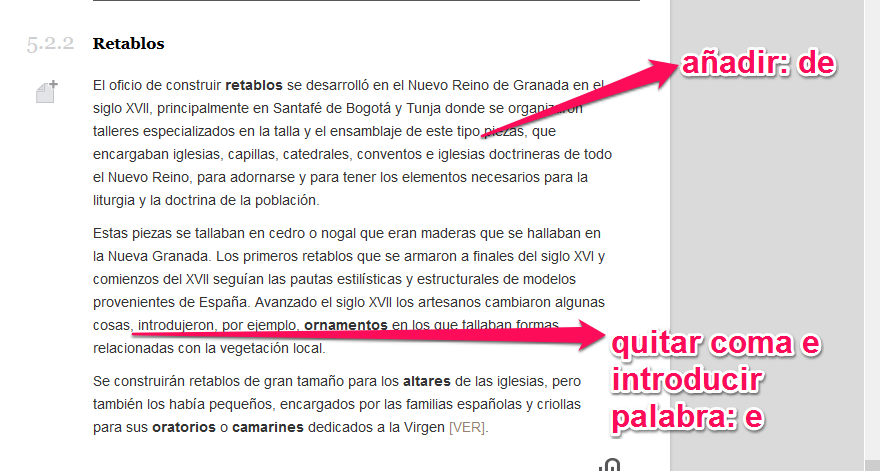 5.2.2 Retablos
El oficio de construir retablos se desarrolló en el Nuevo Reino de Granada en el
añadir: de
siglo XVII, principalmente en Santafé de Bogotá y Tunja donde se organizaron
talleres especializados en la talla y el ensamblaje de este tipo piezas, que
encargaban iglesias, capillas, catedrales, conventos e iglesias doctrineras de todo
el Nuevo Reino, para adornarse y para tener los elementos necesarios para la
liturgia y la doctrina de la población.
Estas piezas se tallaban en cedro o nogal que eran maderas que se hallaban en
la Nueva Granada. Los primeros retablos que se armaron a finales del siglo XVI y
comienzos del XVII seguían las pautas estilísticas y estructurales de modelos
provenientes de España. Avanzado el siglo XVII los artesanos cambiaron algunas
cosas, introdujeron, por ejemplo, ornamentos en los que tallaban formas
relacionadas con la vegetación local.
quitar coma e
introducir
palabra: e
Se construirán retablos de gran tamaño para los altares de las iglesias, pero
también los había pequeños, encargados por las familias españolas y criollas
para sus oratorios o camarines dedicados a la Virgen [VER].